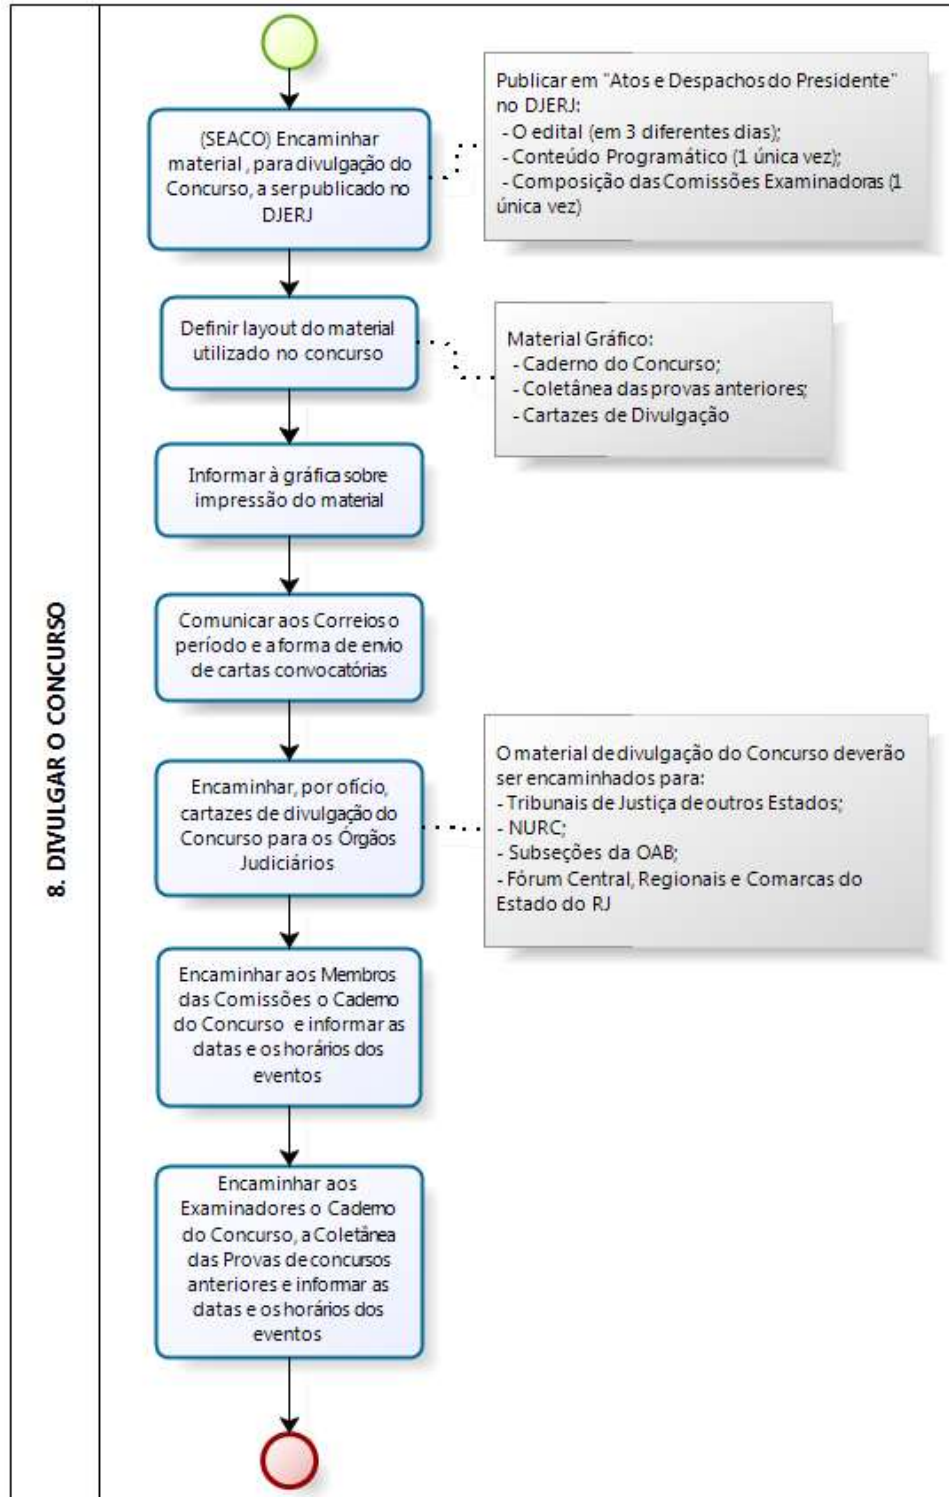 8. DIVULGAR O CONCURSO
(SEACO) Encaminhar
material , para divulgação do
Concurso, a ser publicado no
DJERJ
Publicar em "Atos e Despachos do Presidente"
no DJERJ:
- O edital (em 3 diferentes dias);
- Conteúdo Programático (1 única vez);
- Composição das Comissões Examinadoras (1
única vez)
Definir layout do material
utilizado no concurso
Material Gráfico:
- Caderno do Concurso;
- Coletânea das provas anteriores;
- Cartazes de Divulgação
Informar à gráfica sobre
impressão do material
Comunicar aos Correios o
período e a forma de envio
de cartas convocatórias
Encaminhar, por ofício,
cartazes de divulgação do
Concurso para os Órgãos
Judiciários
O material de divulgação do Concurso deverão
ser encaminhados para:
- Tribunais de Justiça de outros Estados;
- NURC;
- Subseções da OAB;
- Fórum Central, Regionais e Comarcas do
Estado do RJ
Encaminhar aos Membros
das Comissões o Caderno
do Concurso e informar as
datas e os horários dos
eventos
Encaminhar aos
Examinadores o Caderno
do Concurso, a Coletânea
das Provas de concursos
anteriores e informar as
datas e os horários dos
eventos